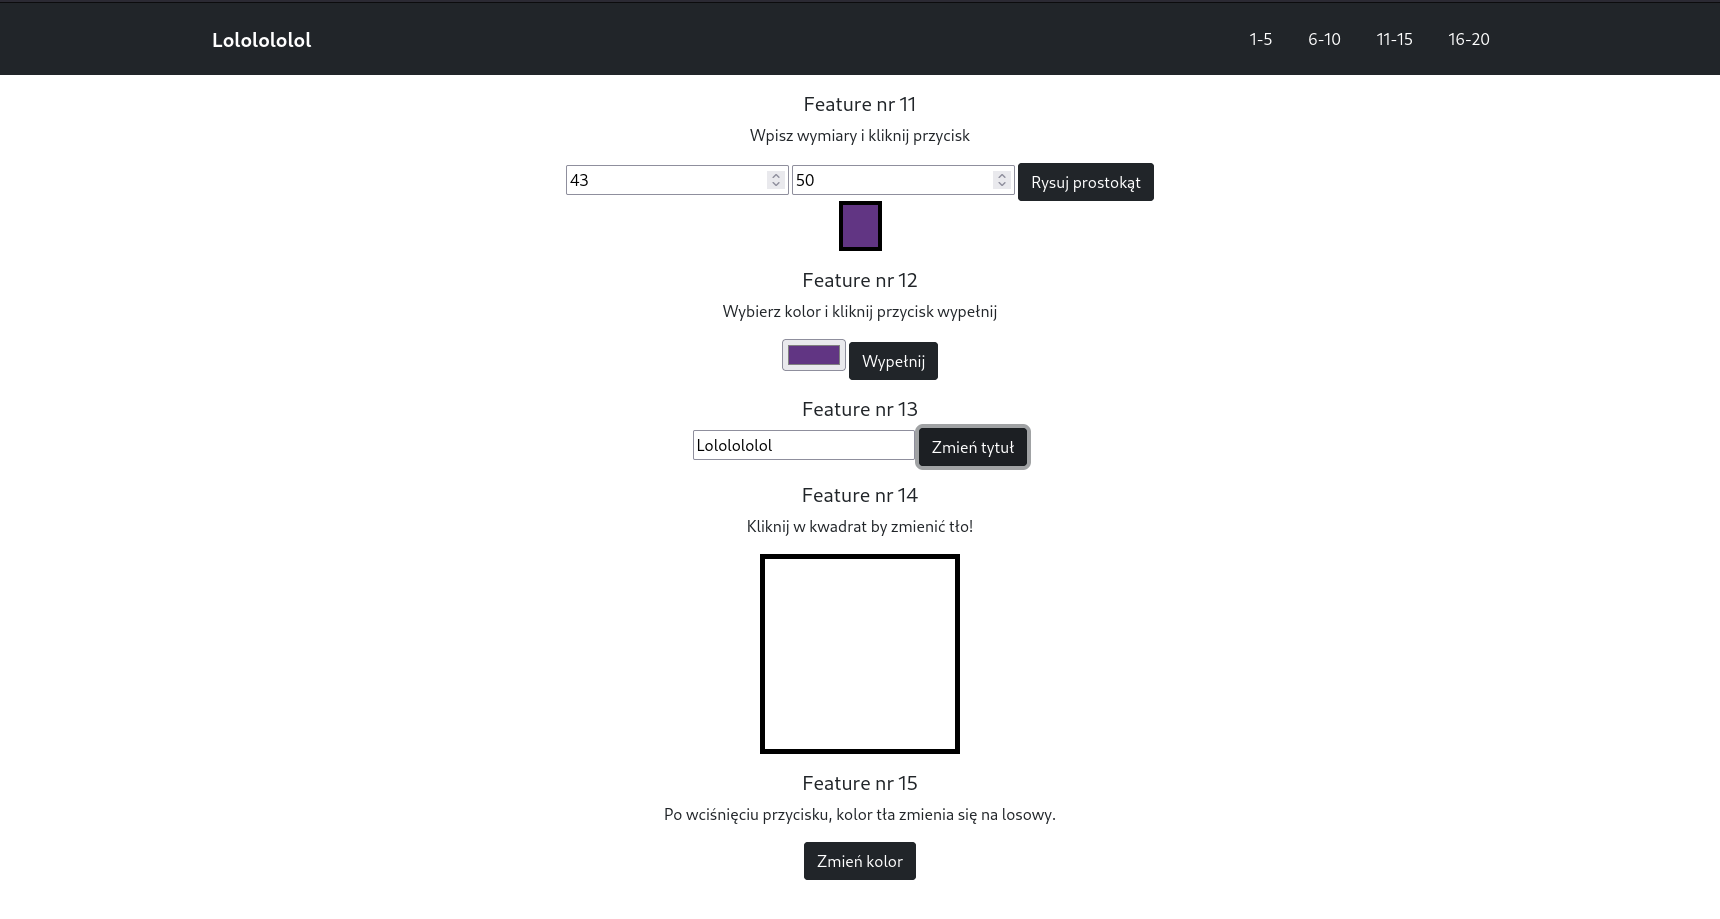 Lololololol 1-5 6-10 11-15 16-20
Feature nr 11
Wpisz wymiary i kliknij przycisk
43 50 Rysuj prostokąt
Feature nr 12
Wybierz kolor i kliknij przycisk wypełnij
Wypełnij
Feature nr 13
Lololololol Zmień tytuł
Feature nr 14
Kliknij w kwadrat by zmienić tło!
Feature nr 15
Po wciśnięciu przycisku, kolor tła zmienia się na losowy.
Zmień kolor